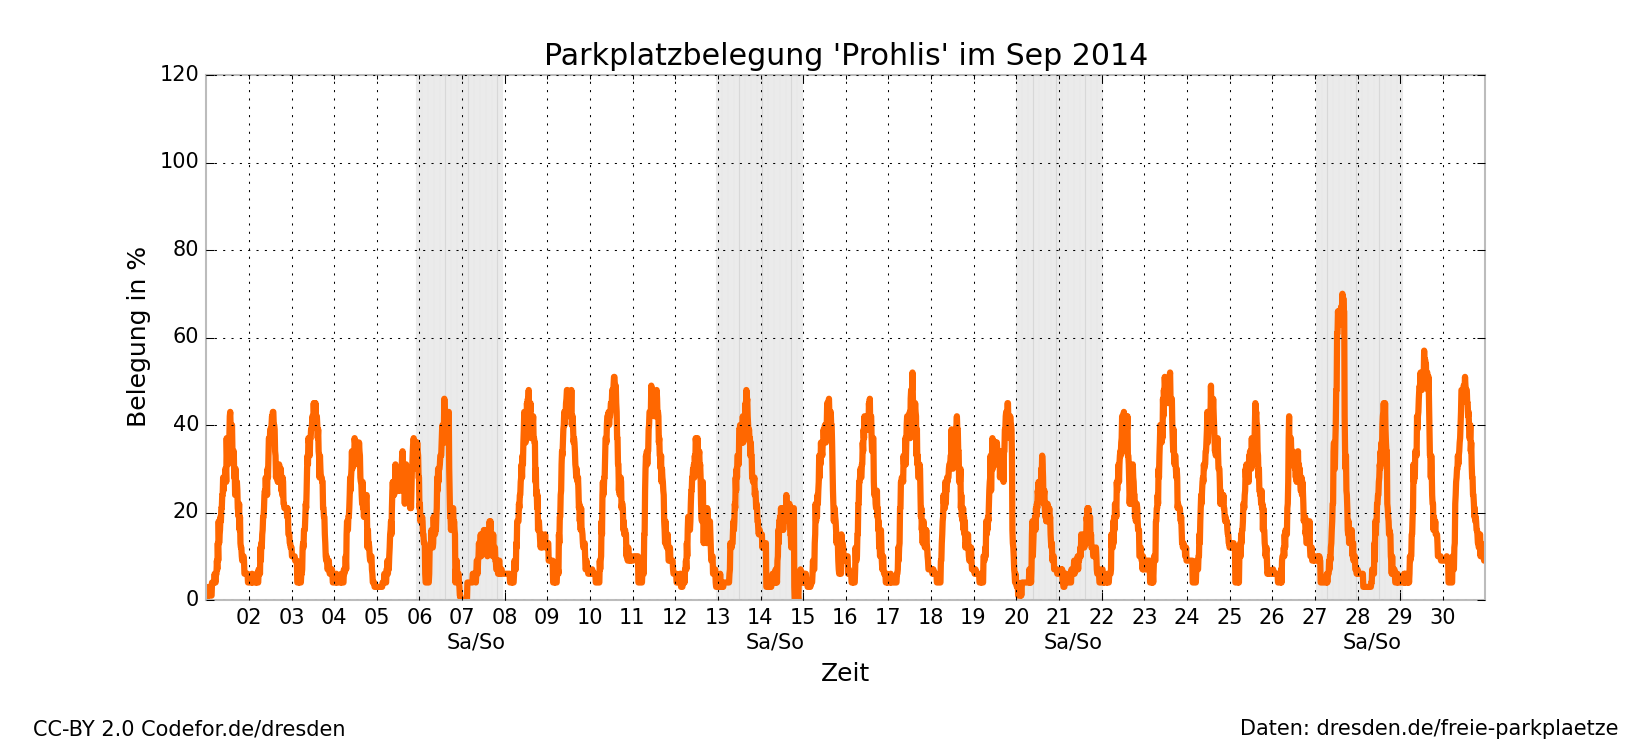 Parkplatzbelegung 'Prohlis' im Sep 2014
120
100
80
60
40
20
0
Belegung in %
02 03 04 05 06 07 08 09 10 11 12 13 14 15 16 17 18 19 20 21 22 23 24 25 26 27 28 29 30
Sa/So Sa/So Sa/So Sa/So
Zeit
CC-BY 2.0 Codefor.de/dresden
Daten: dresden.de/freie-parkplaetze